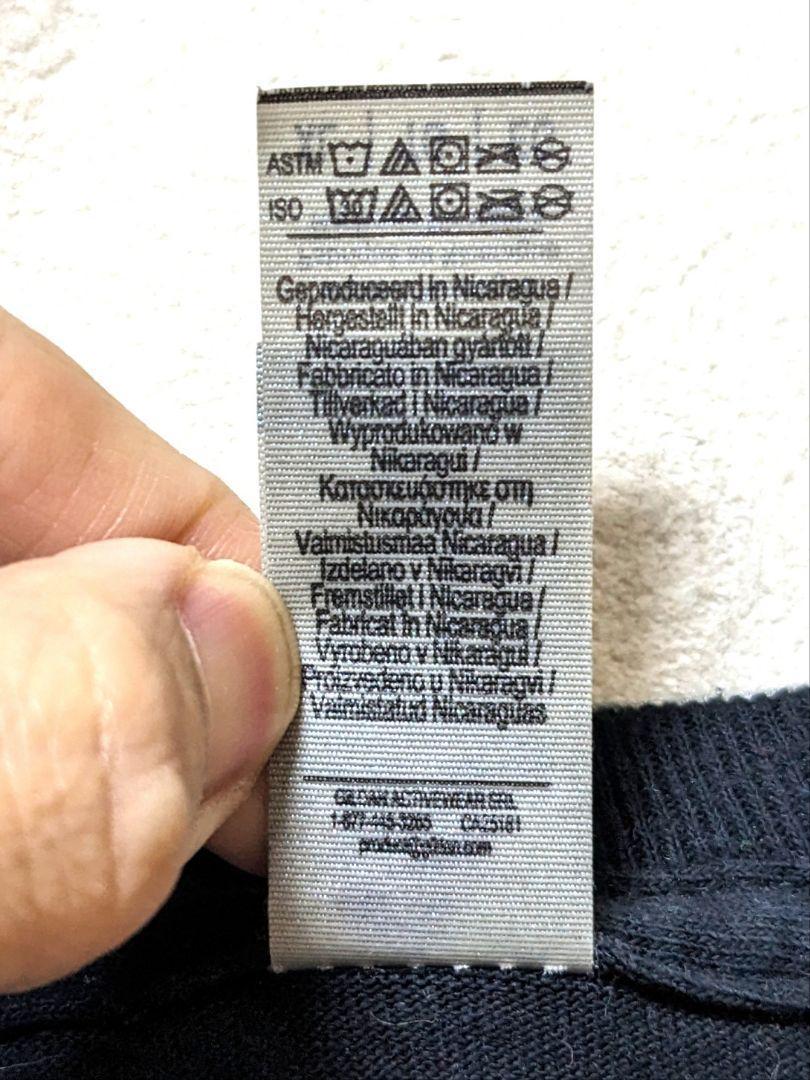 ASTM
ISO 30
Geproduceerd in Nicaragua /
Hergestellt in Nicaragua /
Nicaraguában gyártott /
Fabbricato in Nicaragua /
Tillverkad i Nicaragua /
Wyprodukowano w
Nikaragui /
Κατασκευάστηκε στη
Νικαράγουα /
Valmistusmaa Nicaragua /
Izdelano v Nikaragvi /
Fremstillet i Nicaragua /
Fabricat în Nicaragua /
Vyrobeno v Nikaragui /
Proizvedeno u Nikaragvi /
Valmistatud Nicaraguas
GILDAN ACTIVEWEAR SRL
CA25181